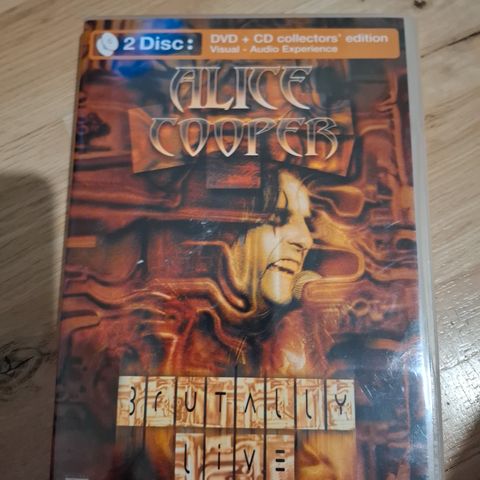 2 Disc:
DVD + CD collectors' edition
Visual - Audio Experience
ALICE
COOPER
BrUTALLY
LIVE